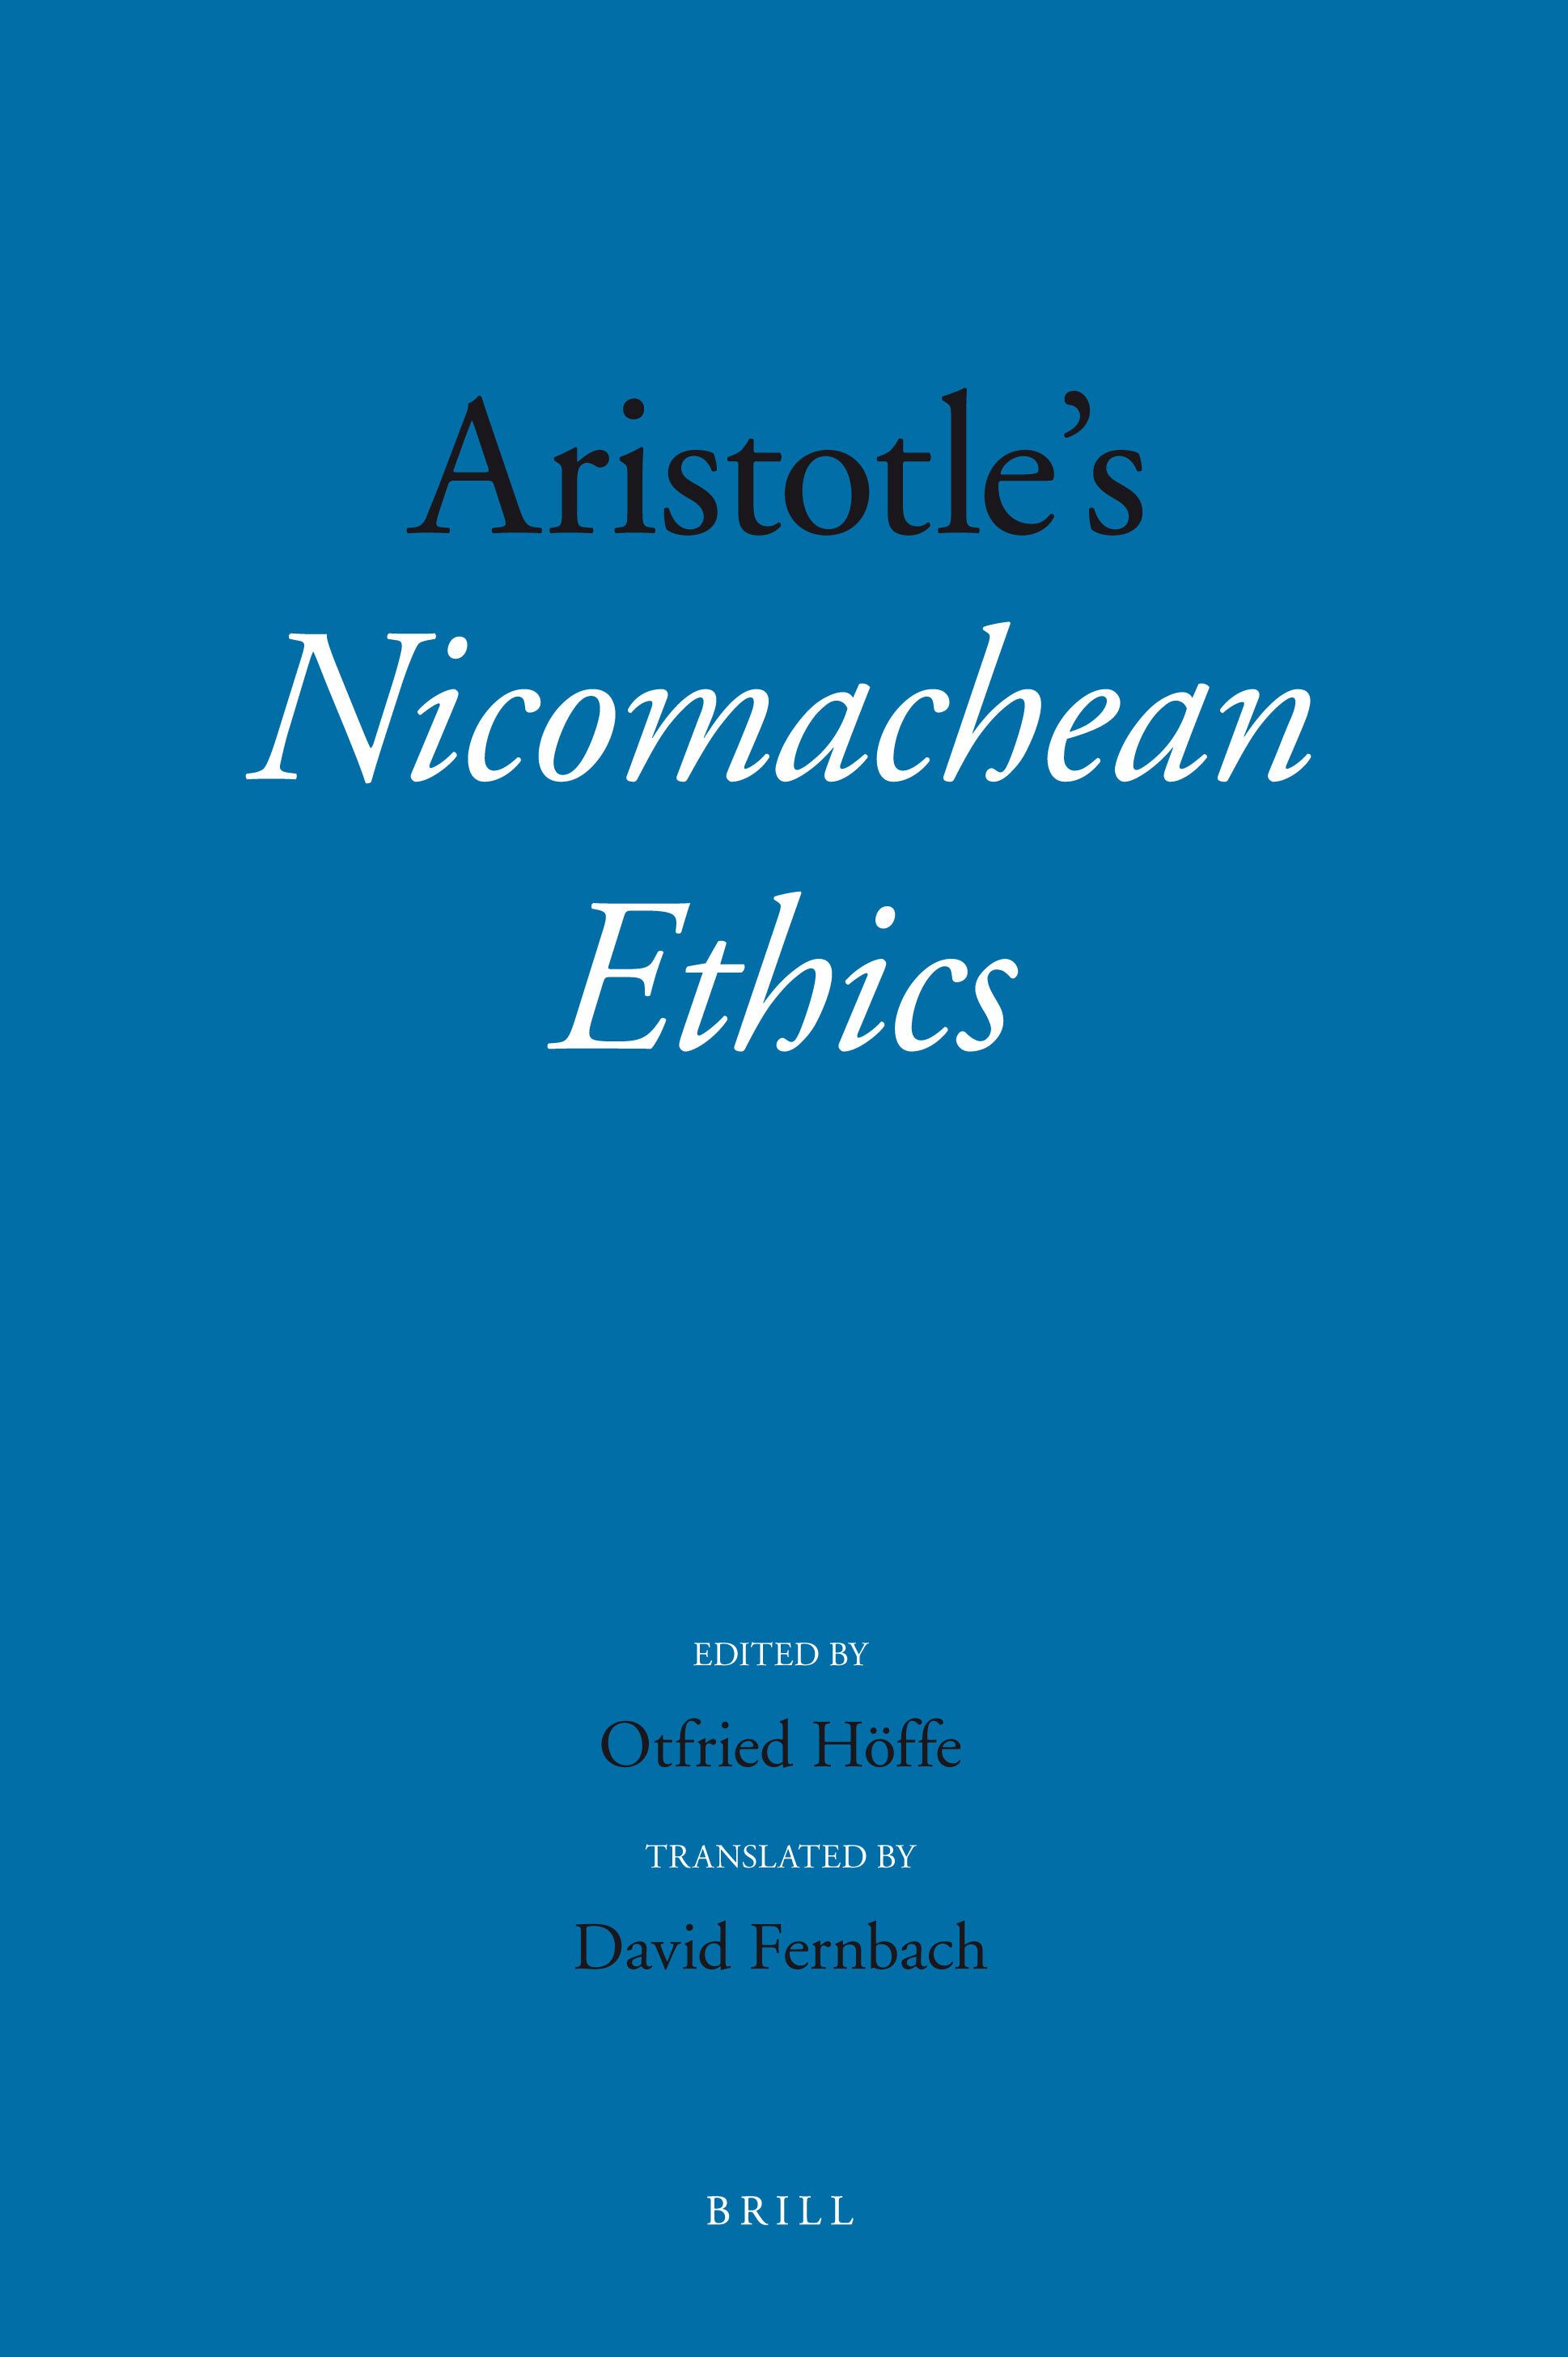 Aristotle’s
Nicomachean
Ethics
EDITED BY
Otfried Höffe
TRANSLATED BY
David Fernbach
BRILL